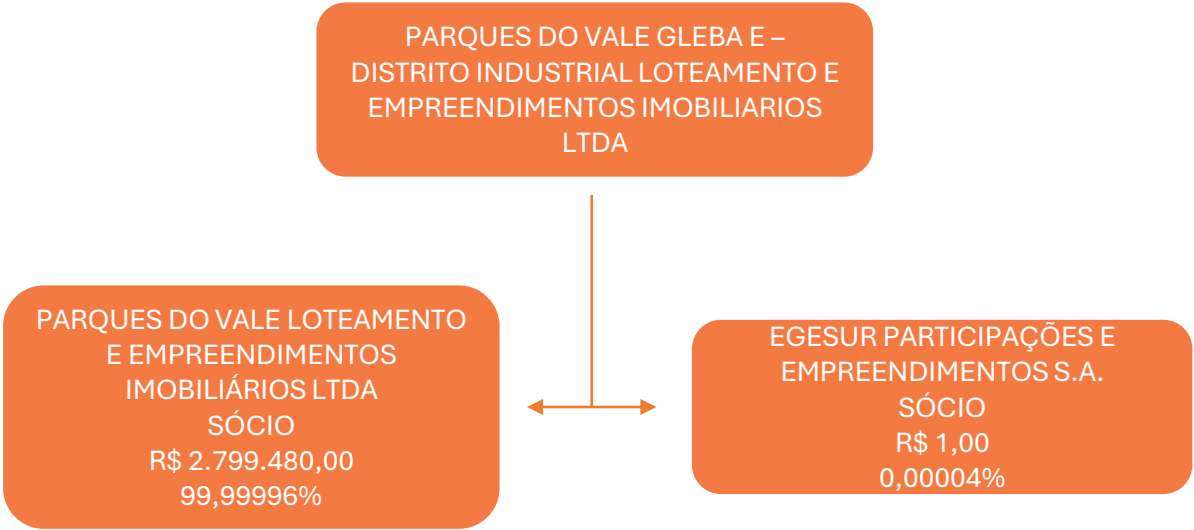 PARQUES DO VALE GLEBA E –
DISTRITO INDUSTRIAL LOTEAMENTO E
EMPREENDIMENTOS IMOBILIARIOS
LTDA
PARQUES DO VALE LOTEAMENTO
E EMPREENDIMENTOS
IMOBILIÁRIOS LTDA
SÓCIO
R$ 2.799.480,00
99,99996%
EGESUR PARTICIPAÇÕES E
EMPREENDIMENTOS S.A.
SÓCIO
R$ 1,00
0,00004%